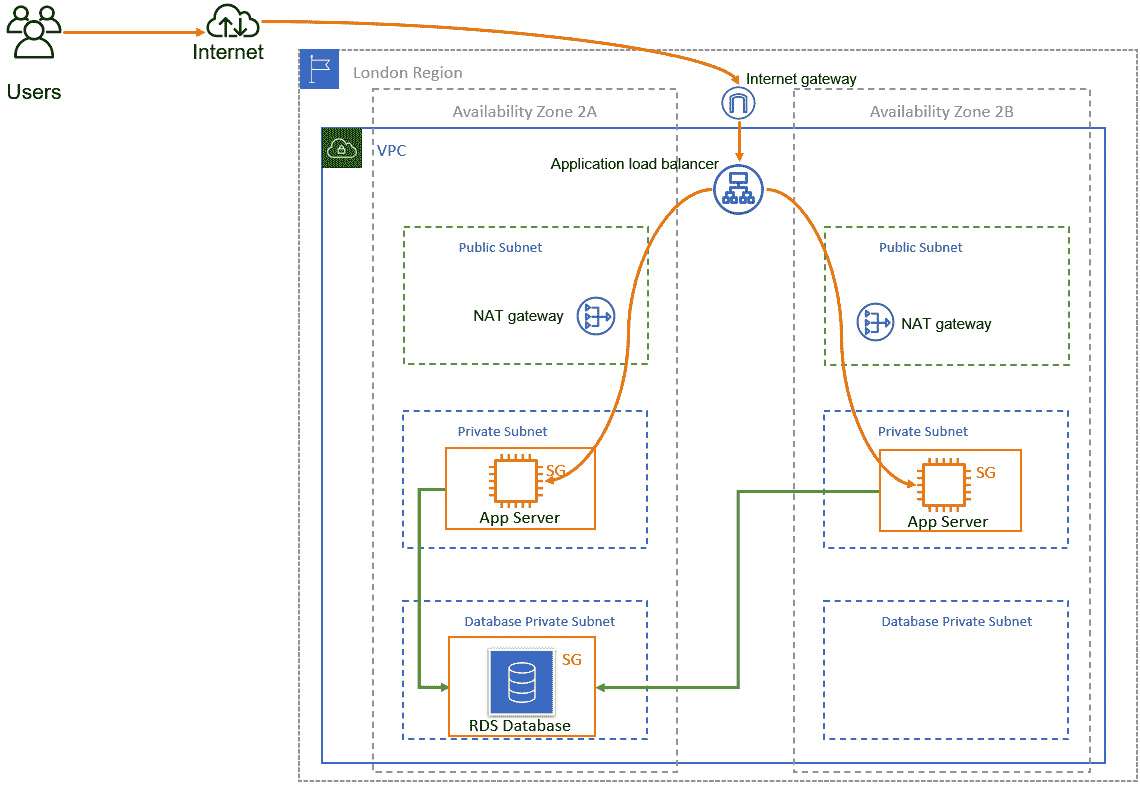 Users
Internet
London Region
Internet gateway
Availability Zone 2A
Availability Zone 2B
VPC
Application load balancer
Public Subnet
Public Subnet
NAT gateway
NAT gateway
Private Subnet
Private Subnet
SG
SG
App Server
App Server
Database Private Subnet
Database Private Subnet
SG
RDS Database